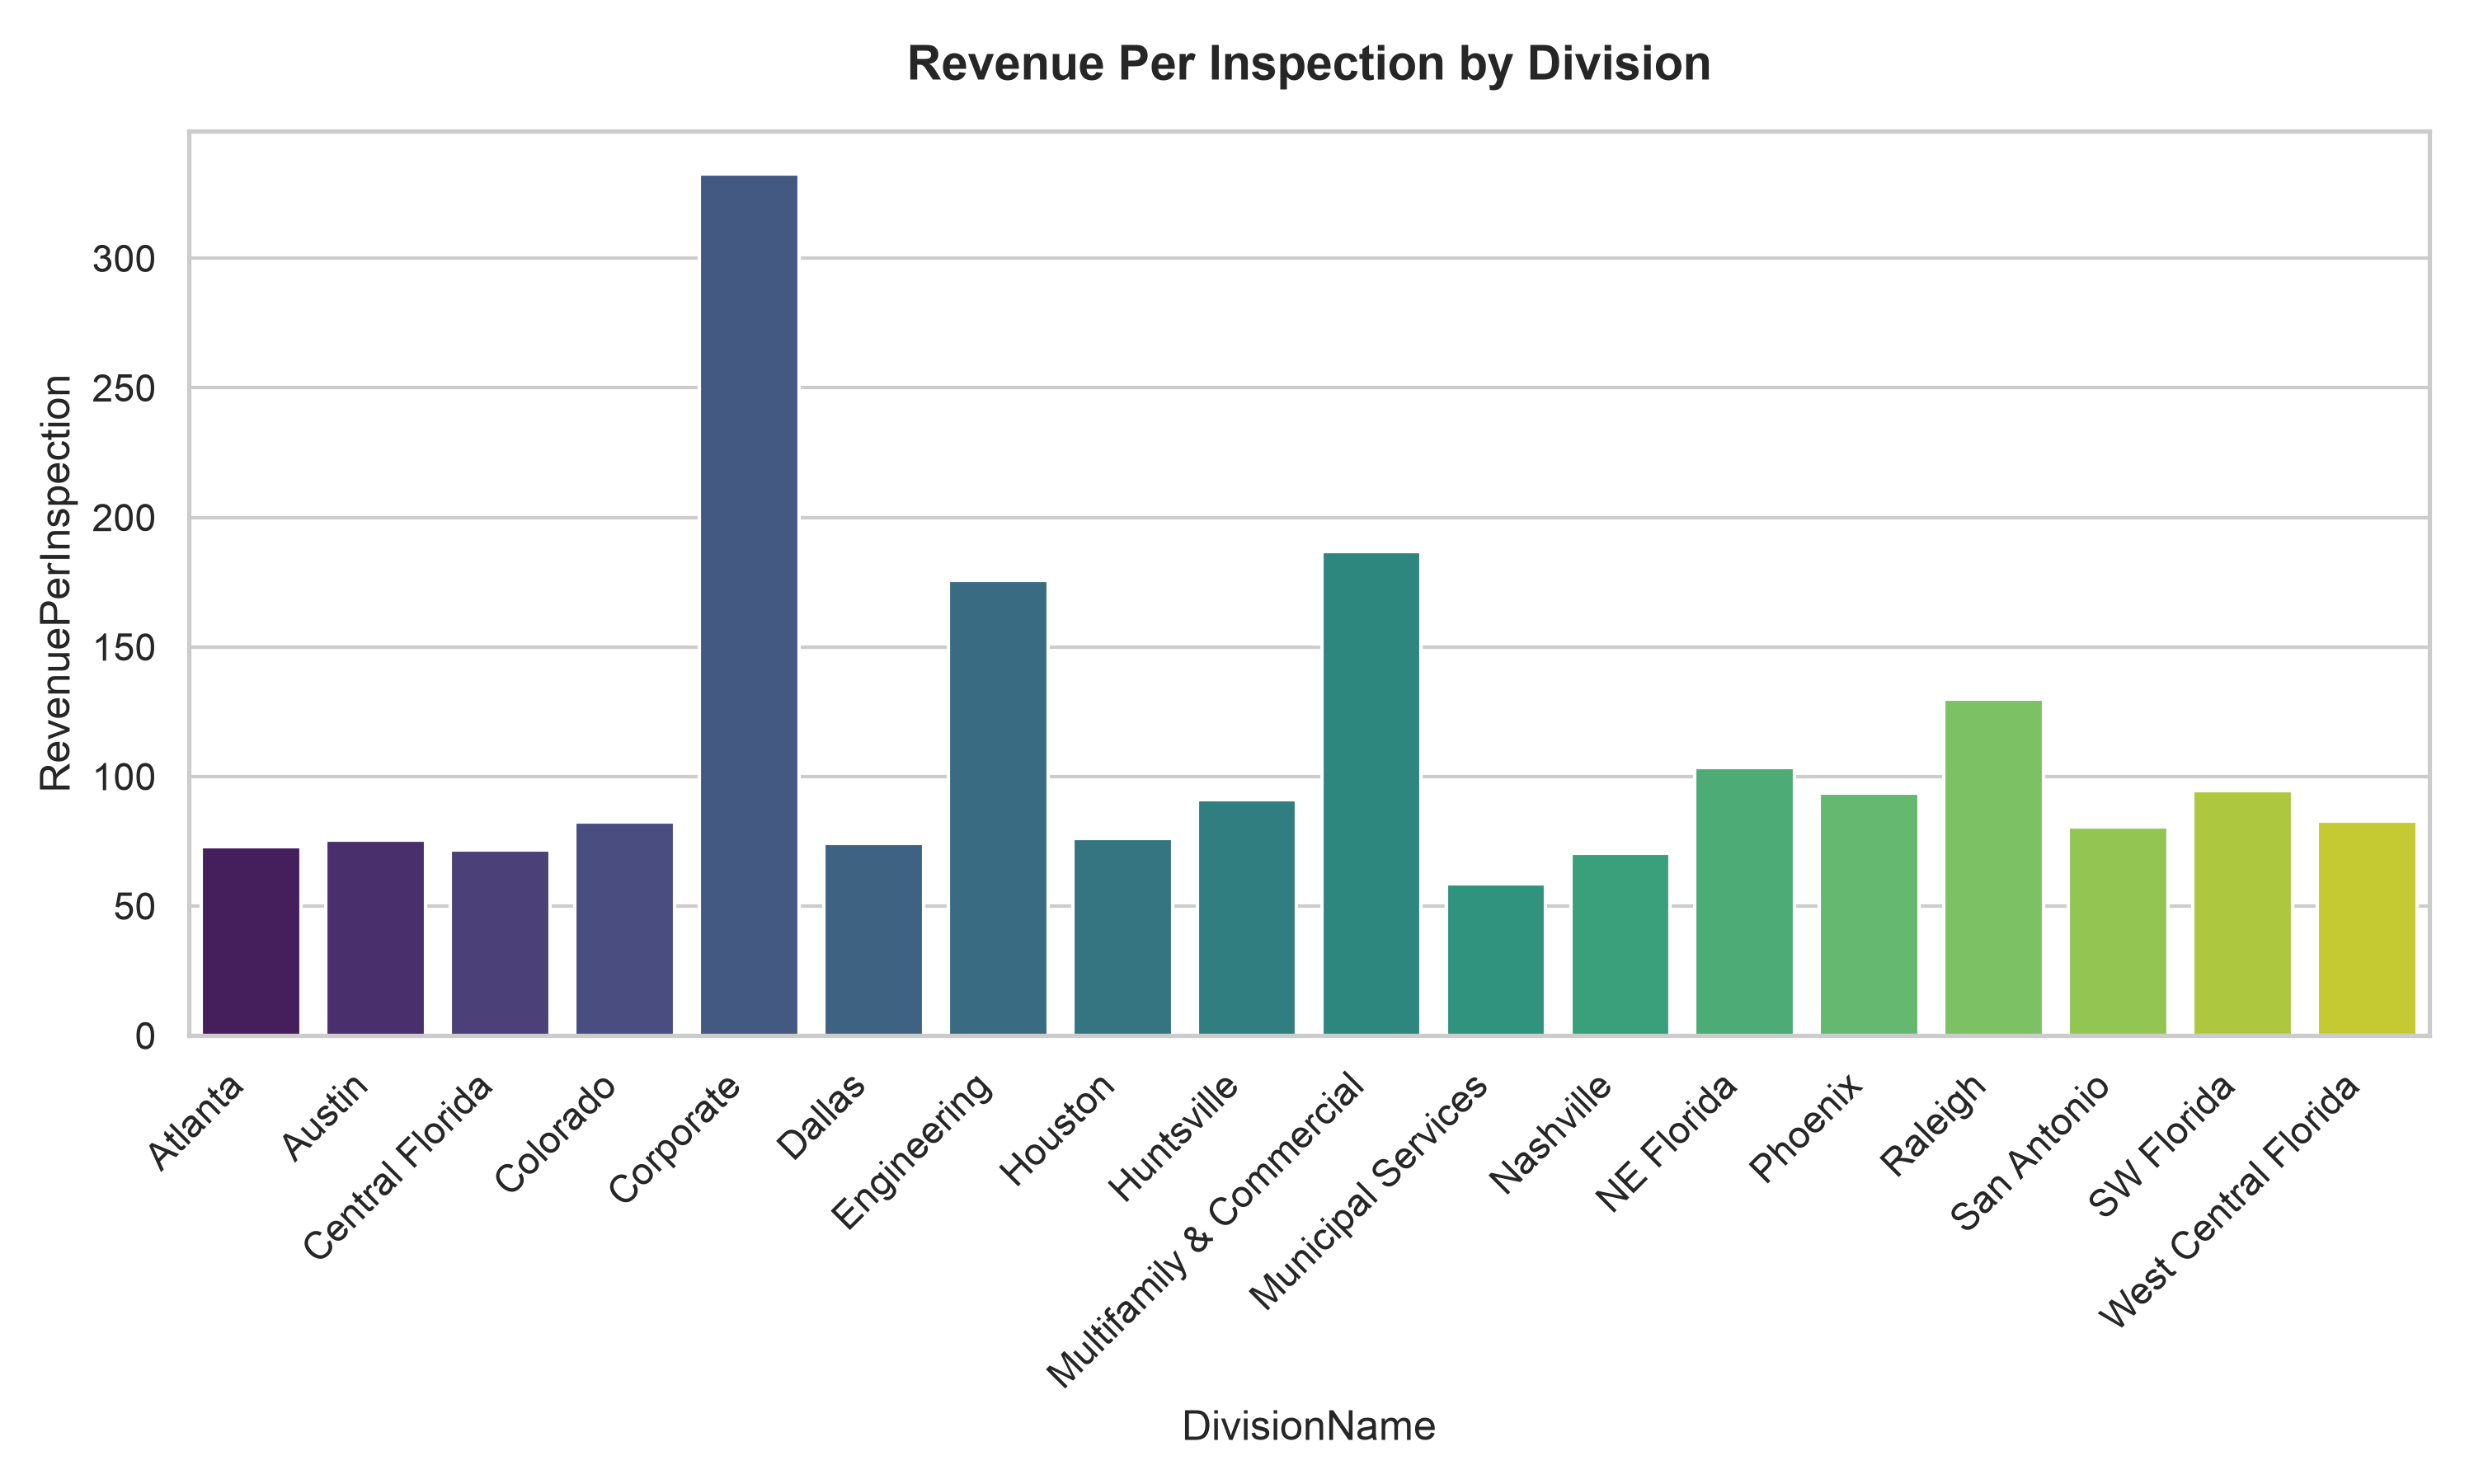 Revenue Per Inspection by Division
RevenuePerInspection
300
250
200
150
100
50
0
Atlanta
Austin
Central Florida
Colorado
Corporate
Dallas
Engineering
Houston
Huntsville
Multifamily & Commercial
Municipal Services
Nashville
NE Florida
Phoenix
Raleigh
San Antonio
SW Florida
West Central Florida
DivisionName